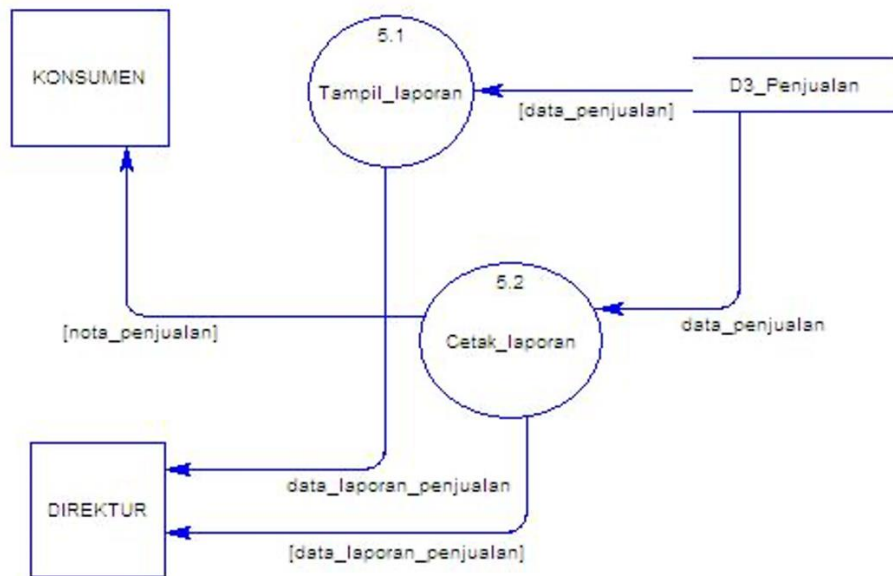 5.1
KONSUMEN
Tampil_laporan
D3_Penjualan
[data_penjualan]
5.2
[nota_penjualan]
data_penjualan
Cetak_laporan
data_laporan_penjualan
DIREKTUR
[data_laporan_penjualan]